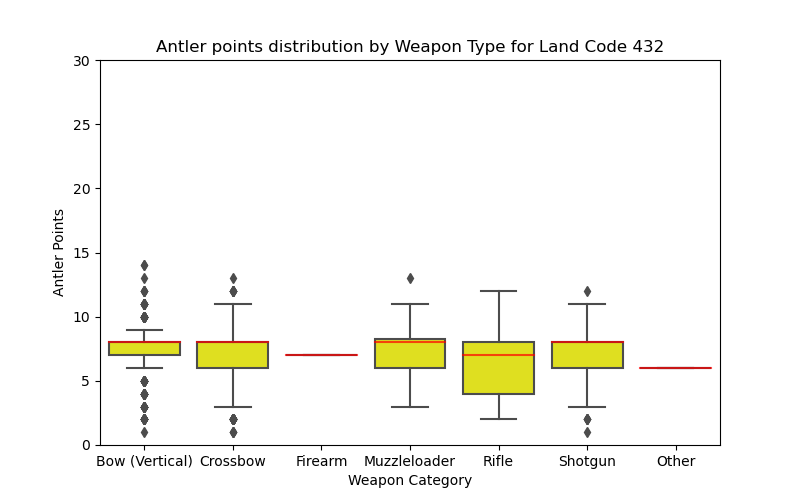 Antler points distribution by Weapon Type for Land Code 432
30
25
20
15
10
5
0
Antler Points
Bow (Vertical) Crossbow Firearm Muzzleloader Rifle Shotgun Other
Weapon Category